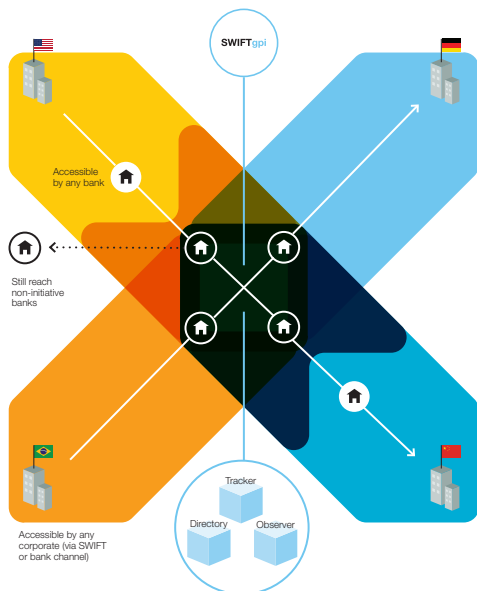 SWIFTgpi
Accessible
by any bank
Still reach
non-initiative
banks
Tracker
Directory
Observer
Accessible by any
corporate (via SWIFT
or bank channel)